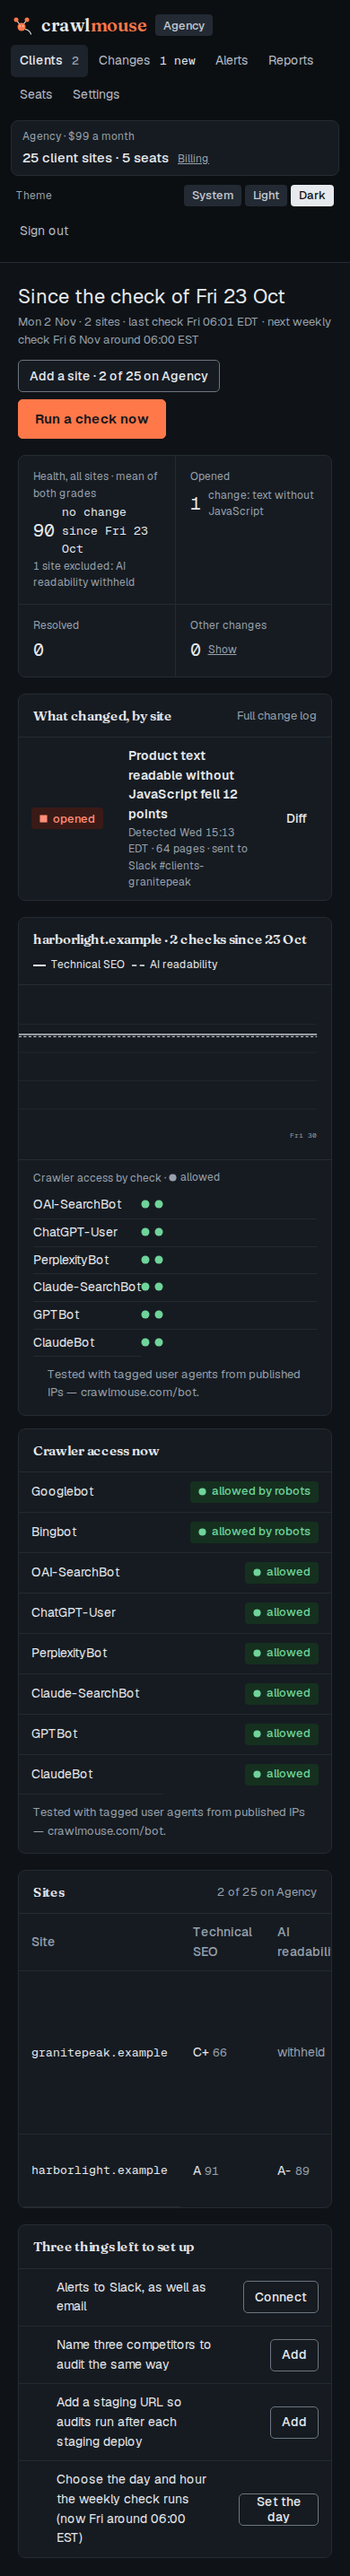 crawlmouse Agency
Clients 2 Changes 1 new Alerts Reports
Seats Settings
Agency · $99 a month
25 client sites · 5 seats Billing
Theme System Light Dark
Sign out
Since the check of Fri 23 Oct
Mon 2 Nov · 2 sites · last check Fri 06:01 EDT · next weekly
check Fri 6 Nov around 06:00 EST
Add a site · 2 of 25 on Agency
Run a check now
Health, all sites · mean of
both grades
90 no change
since Fri 23
Oct
1 site excluded: AI
readability withheld
Opened
1 change: text without
JavaScript
Resolved
0
Other changes
0 Show
What changed, by site Full change log
opened
Product text
readable without
JavaScript fell 12
points
Detected Wed 15:13
EDT · 64 pages · sent to
Slack #clients-
granitepeak
Diff
harborlight.example · 2 checks since 23 Oct
Technical SEO AI readability
Fri 30
Crawler access by check · allowed
OAI-SearchBot
ChatGPT-User
PerplexityBot
Claude-SearchBot
GPTBot
ClaudeBot
Tested with tagged user agents from published
IPs — crawlmouse.com/bot.
Crawler access now
Googlebot allowed by robots
Bingbot allowed by robots
OAI-SearchBot allowed
ChatGPT-User allowed
PerplexityBot allowed
Claude-SearchBot allowed
GPTBot allowed
ClaudeBot allowed
Tested with tagged user agents from published IPs
— crawlmouse.com/bot.
Sites 2 of 25 on Agency
Site Technical SEO AI
granitepeak.example C+ 66 withheld
harborlight.example A 91 A- 89
Three things left to set up
Alerts to Slack, as well as
email
Connect
Name three competitors to
audit the same way
Add
Add a staging URL so
audits run after each
staging deploy
Add
Choose the day and hour
the weekly check runs
(now Fri around 06:00
EST)
Set the
day